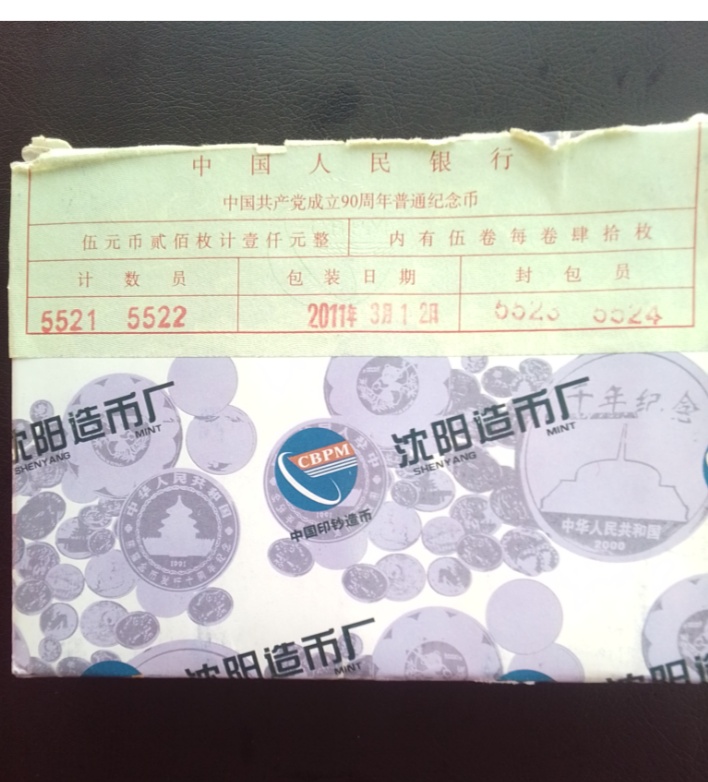 中国人民银行
中国共产党成立90周年普通纪念币
伍元币贰佰枚计壹仟元整 内有伍卷每卷肆拾枚
计数员 包装日期 封包员
5521 5522 2011年 3月12日 5523 5524
沈阳造币厂
SHENYANG MINT
沈阳造币厂
SHENYANG MINT
十年纪念
CBPM
中国印钞造币
中华人民共和国
1991
中华人民共和国
2000
沈阳造币厂
MINT